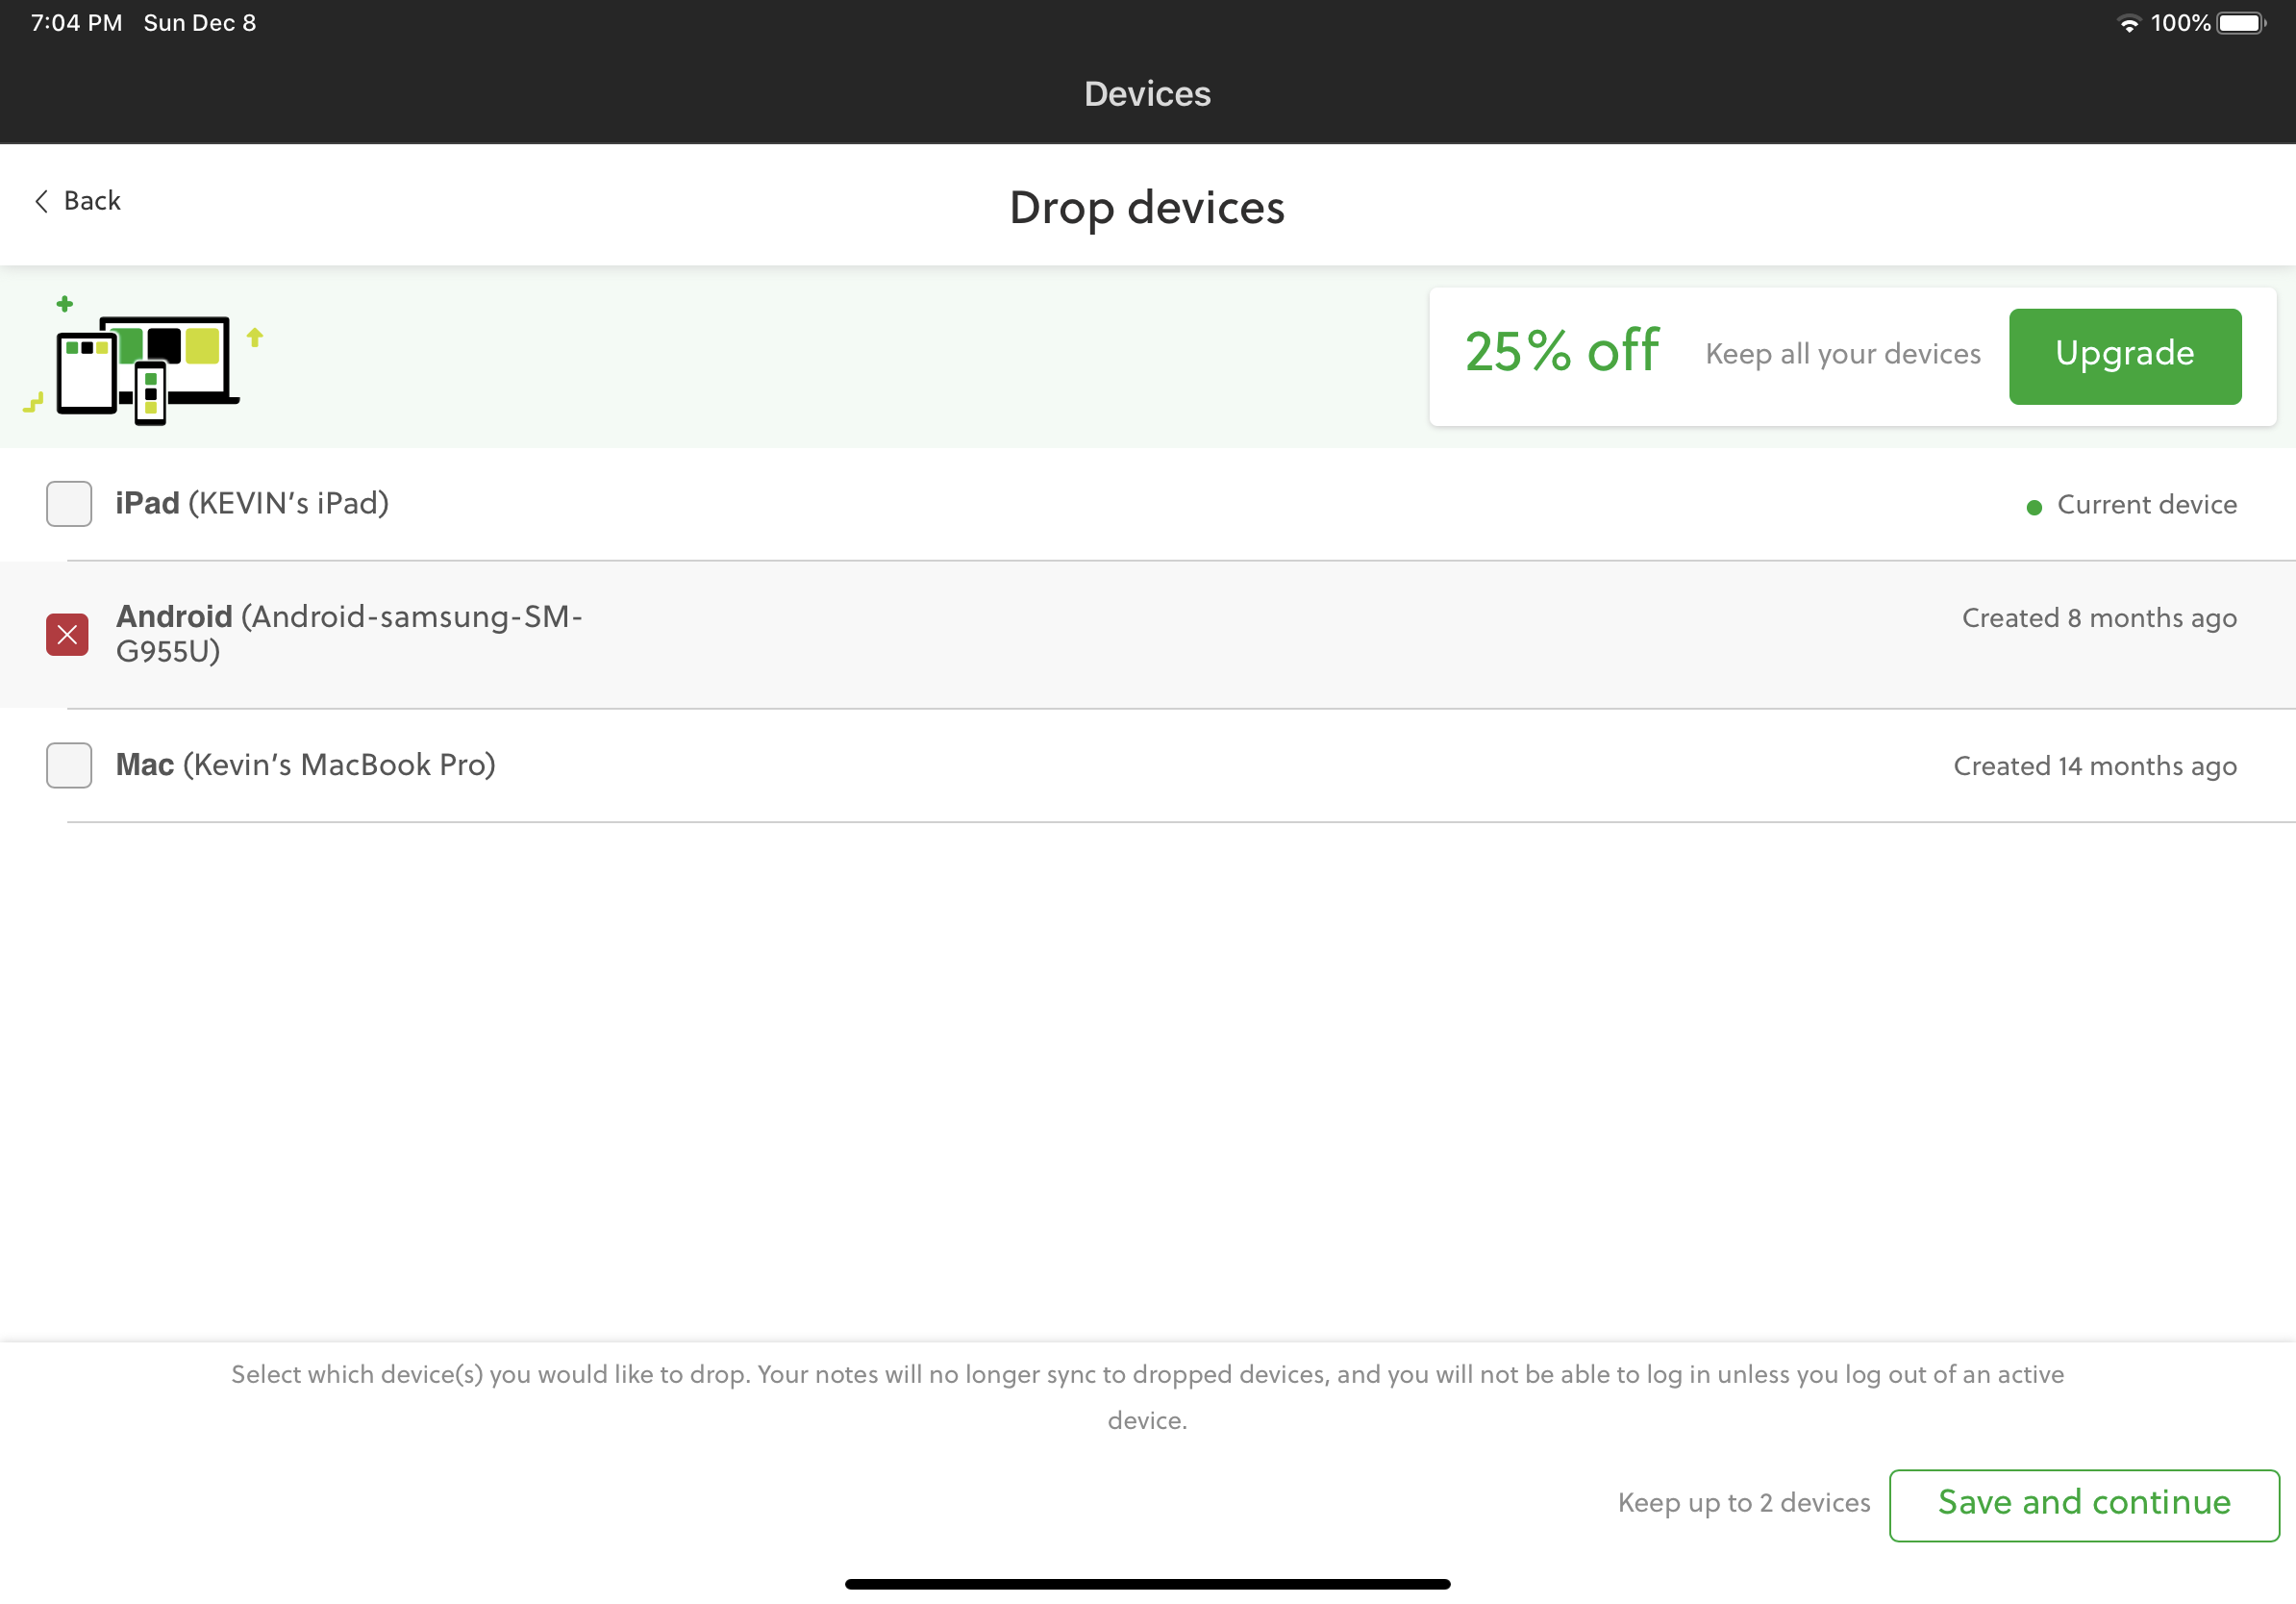 7:04 PM Sun Dec 8
100%
Devices
Back
Drop devices
25% off Keep all your devices Upgrade
iPad (KEVIN’s iPad)
Current device
Android (Android-samsung-SM-
G955U)
Created 8 months ago
Mac (Kevin’s MacBook Pro)
Created 14 months ago
Select which device(s) you would like to drop. Your notes will no longer sync to dropped devices, and you will not be able to log in unless you log out of an active
device.
Keep up to 2 devices
Save and continue